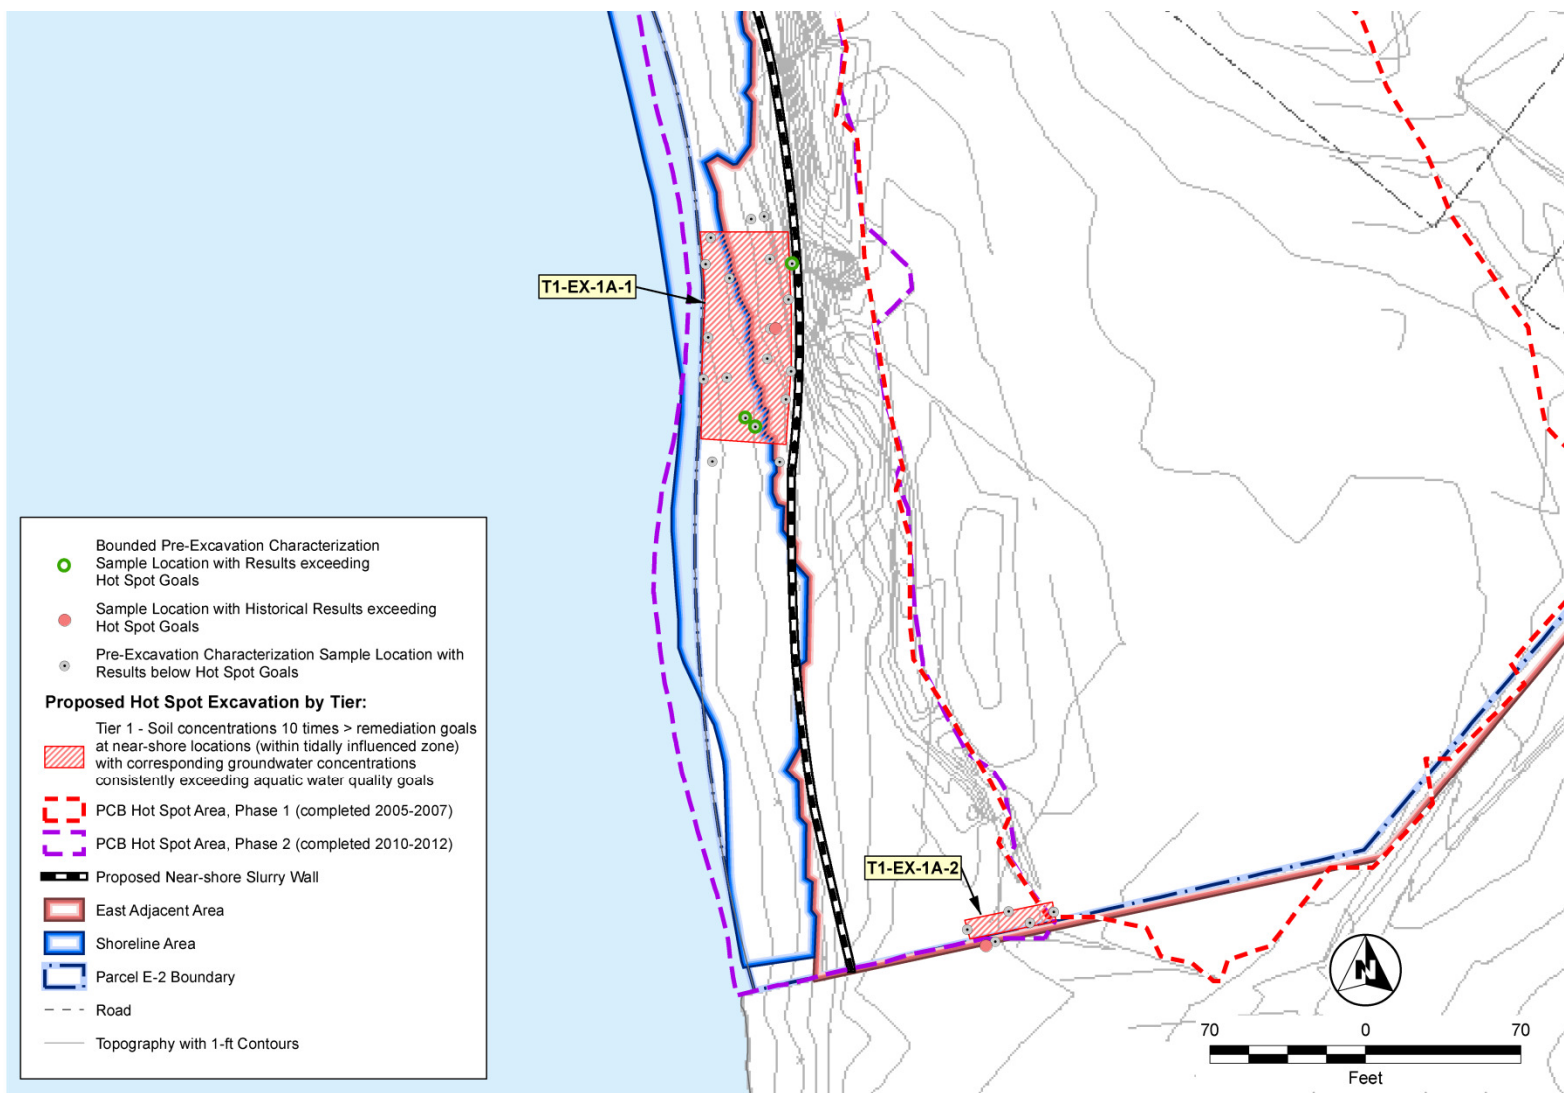 T1-EX-1A-1
Bounded Pre-Excavation Characterization
Sample Location with Results exceeding
Hot Spot Goals
Sample Location with Historical Results exceeding
Hot Spot Goals
Pre-Excavation Characterization Sample Location with
Results below Hot Spot Goals
Proposed Hot Spot Excavation by Tier:
Tier 1 - Soil concentrations 10 times > remediation goals
at near-shore locations (within tidally influenced zone)
with corresponding groundwater concentrations
consistently exceeding aquatic water quality goals
PCB Hot Spot Area, Phase 1 (completed 2005-2007)
PCB Hot Spot Area, Phase 2 (completed 2010-2012)
Proposed Near-shore Slurry Wall
East Adjacent Area
Shoreline Area
Parcel E-2 Boundary
Road
Topography with 1-ft Contours
T1-EX-1A-2
N
70 0 70
Feet